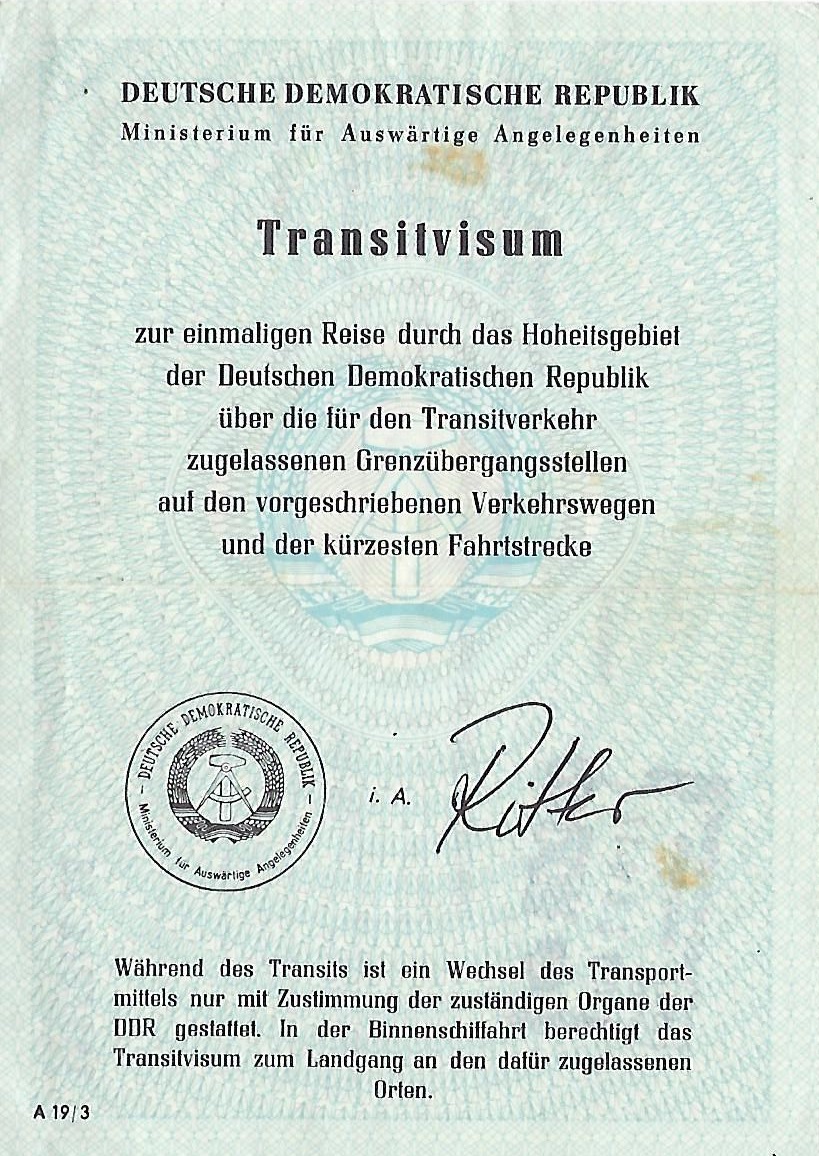 DEUTSCHE DEMOKRATISCHE REPUBLIK
Ministerium für Auswärtige Angelegenheiten
Transitvisum
zur einmaligen Reise durch das Hoheitsgebiet
der Deutschen Demokratischen Republik
über die für den Transitverkehr
zugelassenen Grenzübergangsstellen
auf den vorgeschriebenen Verkehrswegen
und der kürzesten Fahrtstrecke
DEUTSCHE DEMOKRATISCHE REPUBLIK
Ministerium für Auswärtige Angelegenheiten
i. A. Ritter
Während des Transits ist ein Wechsel des Transport-
mittels nur mit Zustimmung der zuständigen Organe der
DDR gestattet. In der Binnenschiffahrt berechtigt das
Transitvisum zum Landgang an den dafür zugelassenen
Orten.
A 19/3